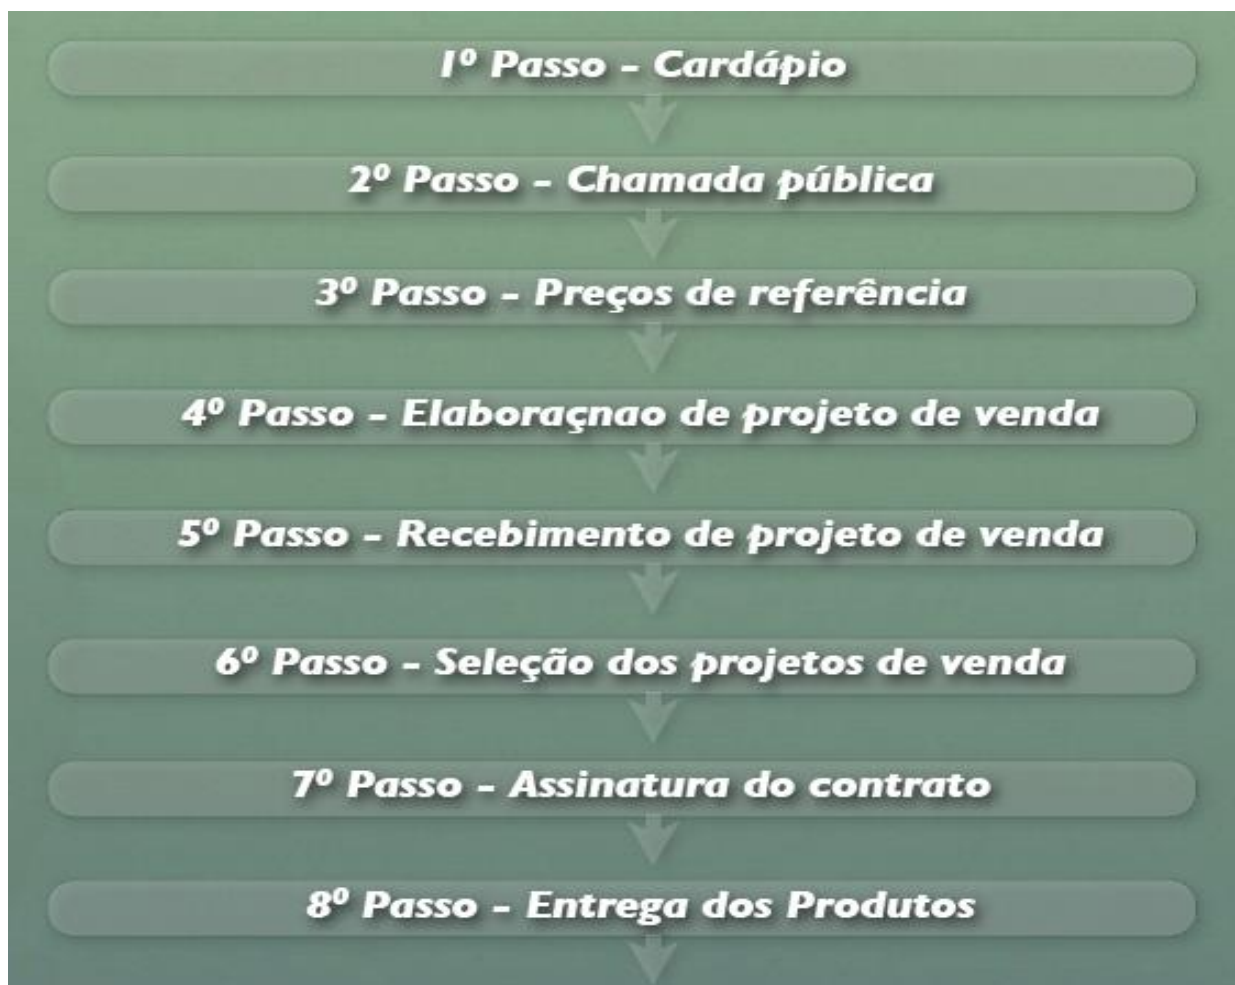 1º Passo - Cardápio
2º Passo - Chamada pública
3º Passo - Preços de referência
4º Passo - Elaboraçnao de projeto de venda
5º Passo - Recebimento de projeto de venda
6º Passo - Seleção dos projetos de venda
7º Passo - Assinatura do contrato
8º Passo - Entrega dos Produtos